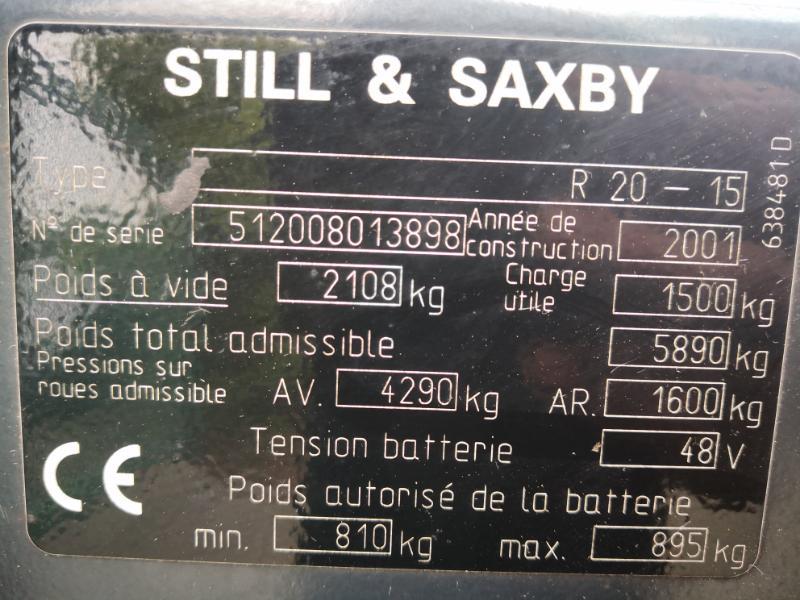 STILL & SAXBY
Type R 20 - 15
N° de serie 512008013898 Année de construction 2001
Poids à vide 2108 kg Charge utile 1500 kg
Poids total admissible 5890 kg
Pressions sur roues admissible AV. 4290 kg AR. 1600 kg
Tension batterie 48 V
Poids autorisé de la batterie
min. 810 kg max. 895 kg
638481 D